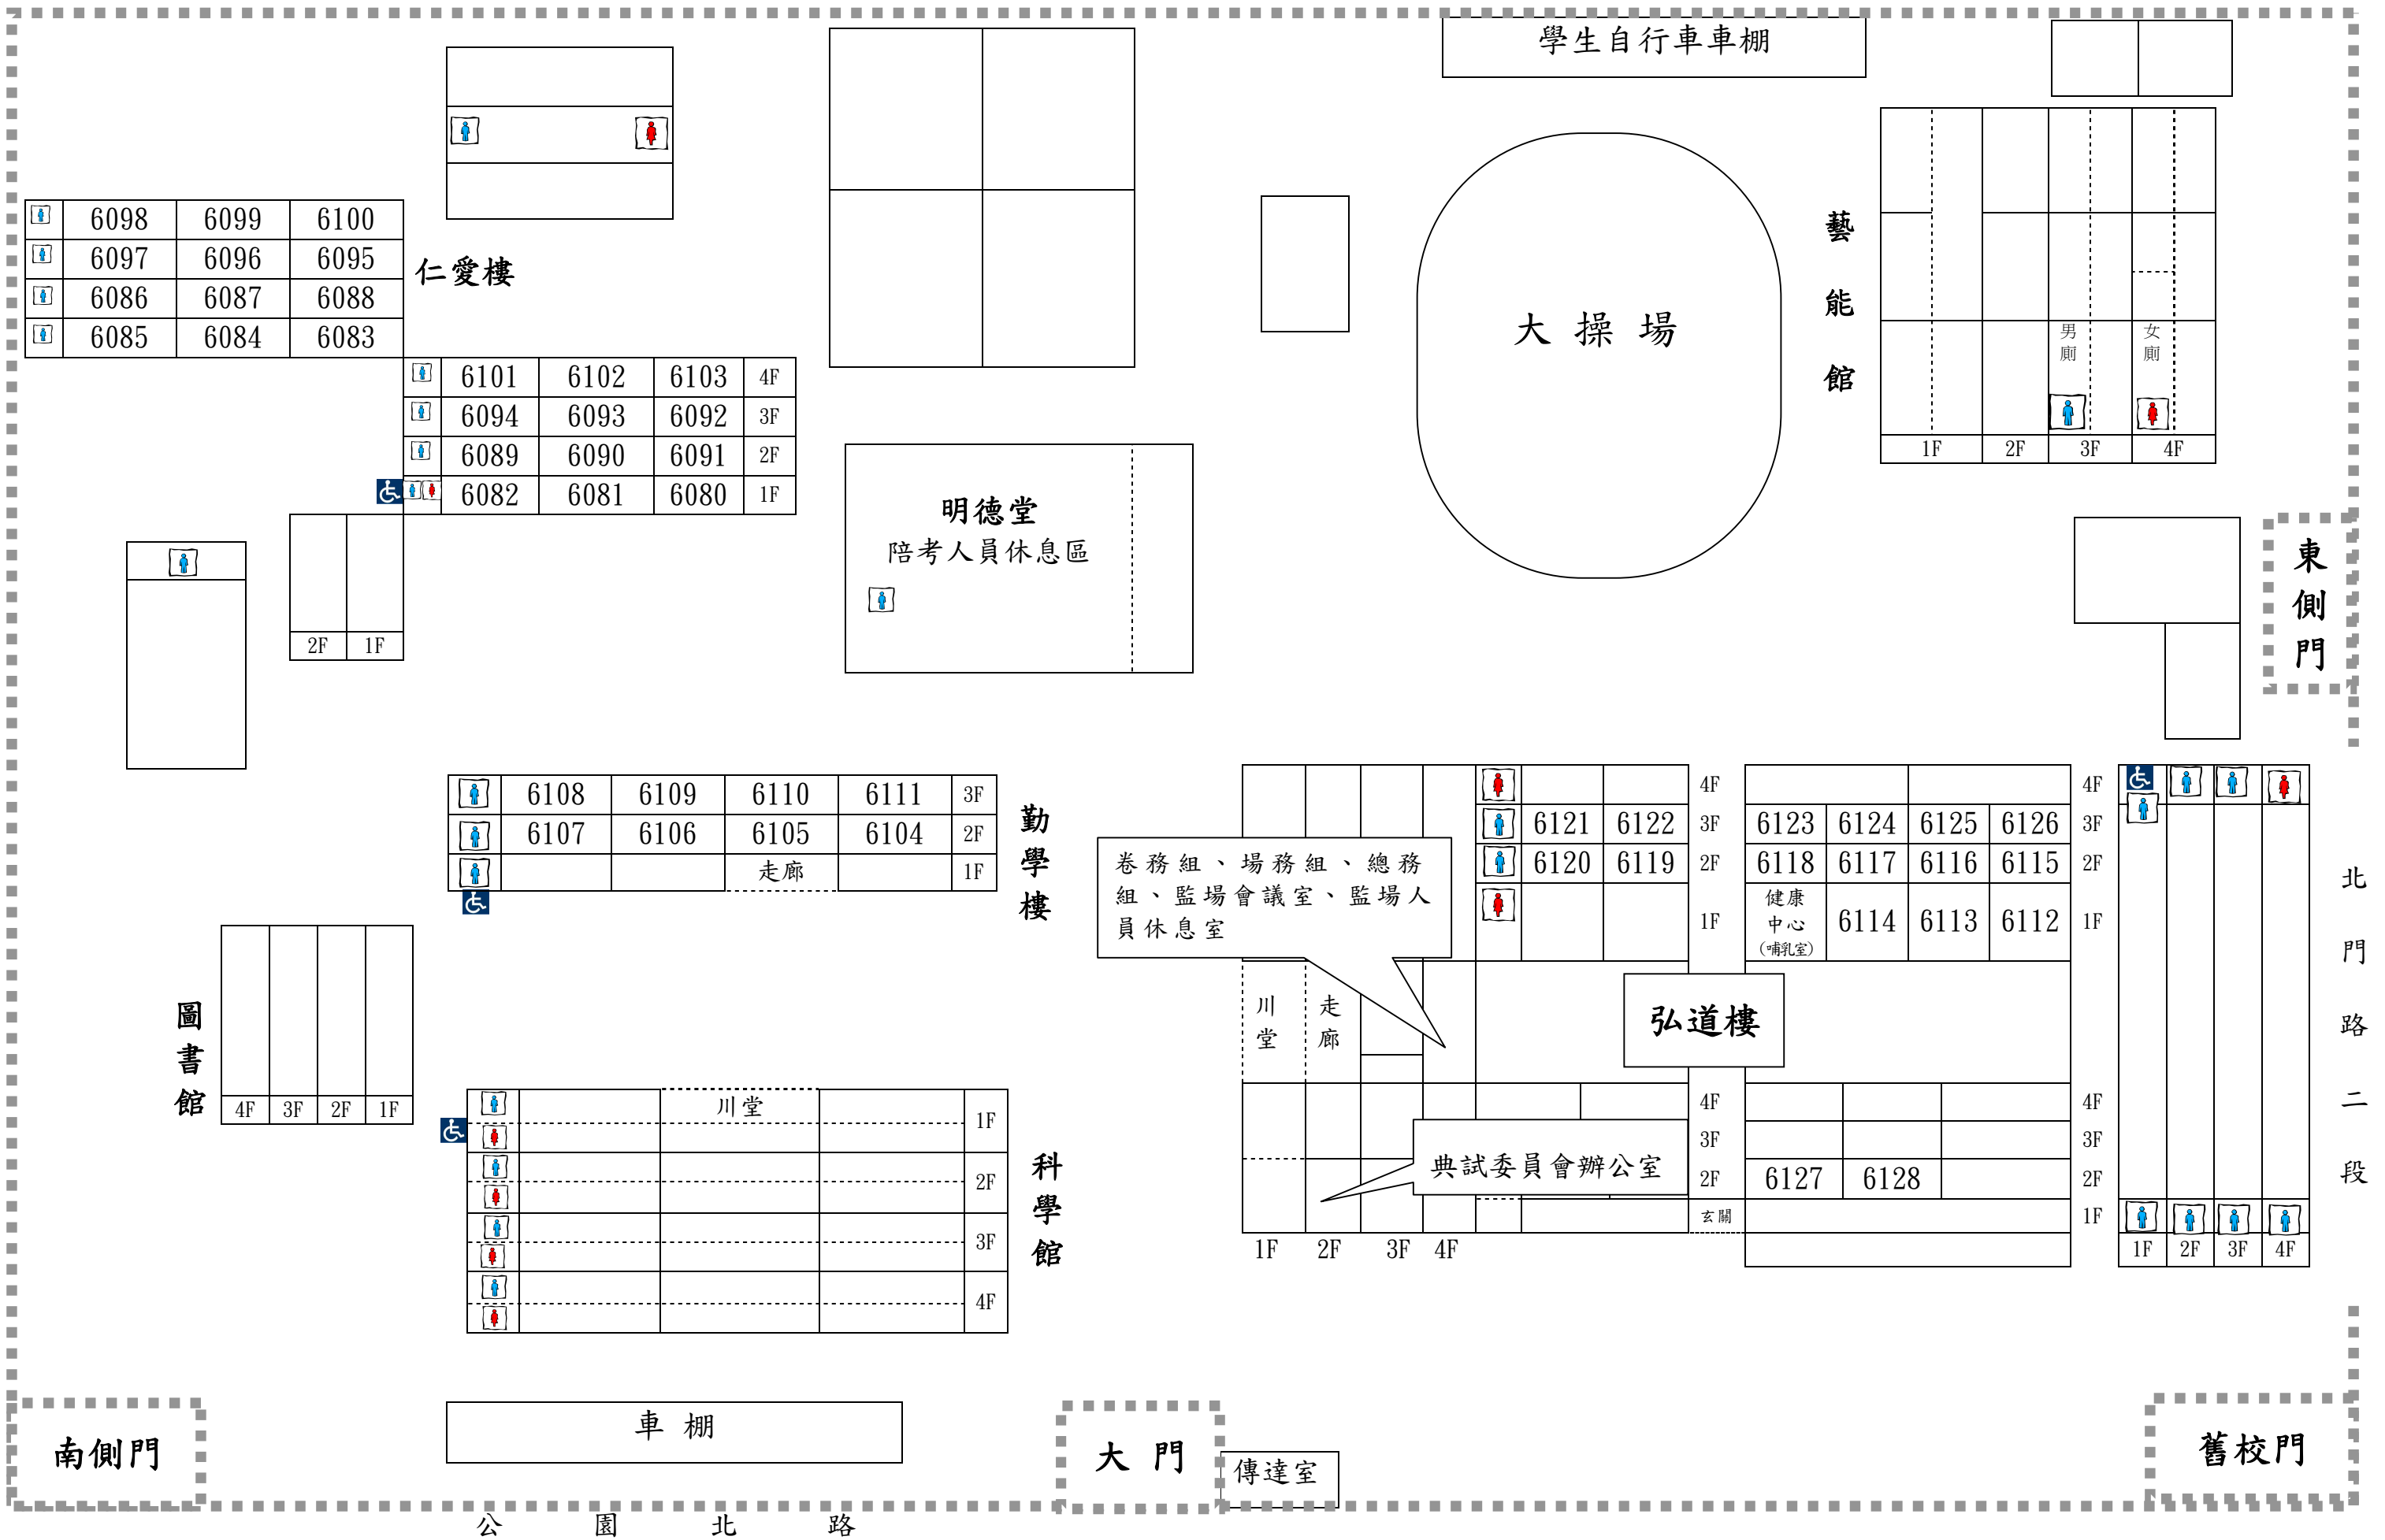 學生自行車車棚
6098 6099 6100
6097 6096 6095
6086 6087 6088
6085 6084 6083
仁愛樓
6101 6102 6103 4F
6094 6093 6092 3F
6089 6090 6091 2F
6082 6081 6080 1F
2F 1F
明德堂
陪考人員休息區
大操場
藝能館
男廁
女廁
1F 2F 3F 4F
東側門
6108 6109 6110 6111 3F
6107 6106 6105 6104 2F
走廊 1F
勤學樓
圖書館
4F 3F 2F 1F
川堂 1F
2F
3F
4F
科學館
卷務組、場務組、總務
組、監場會議室、監場人
員休息室
4F 4F
6121 6122 3F 6123 6124 6125 6126 3F
6120 6119 2F 6118 6117 6116 6115 2F
1F 健康中心(哺乳室) 6114 6113 6112 1F
川堂
走廊
弘道樓
4F 4F
3F 3F
典試委員會辦公室
2F 6127 6128 2F
玄關 1F
1F 2F 3F 4F
1F 2F 3F 4F
北門路二段
南側門
車棚
大門
傳達室
舊校門
公園北路